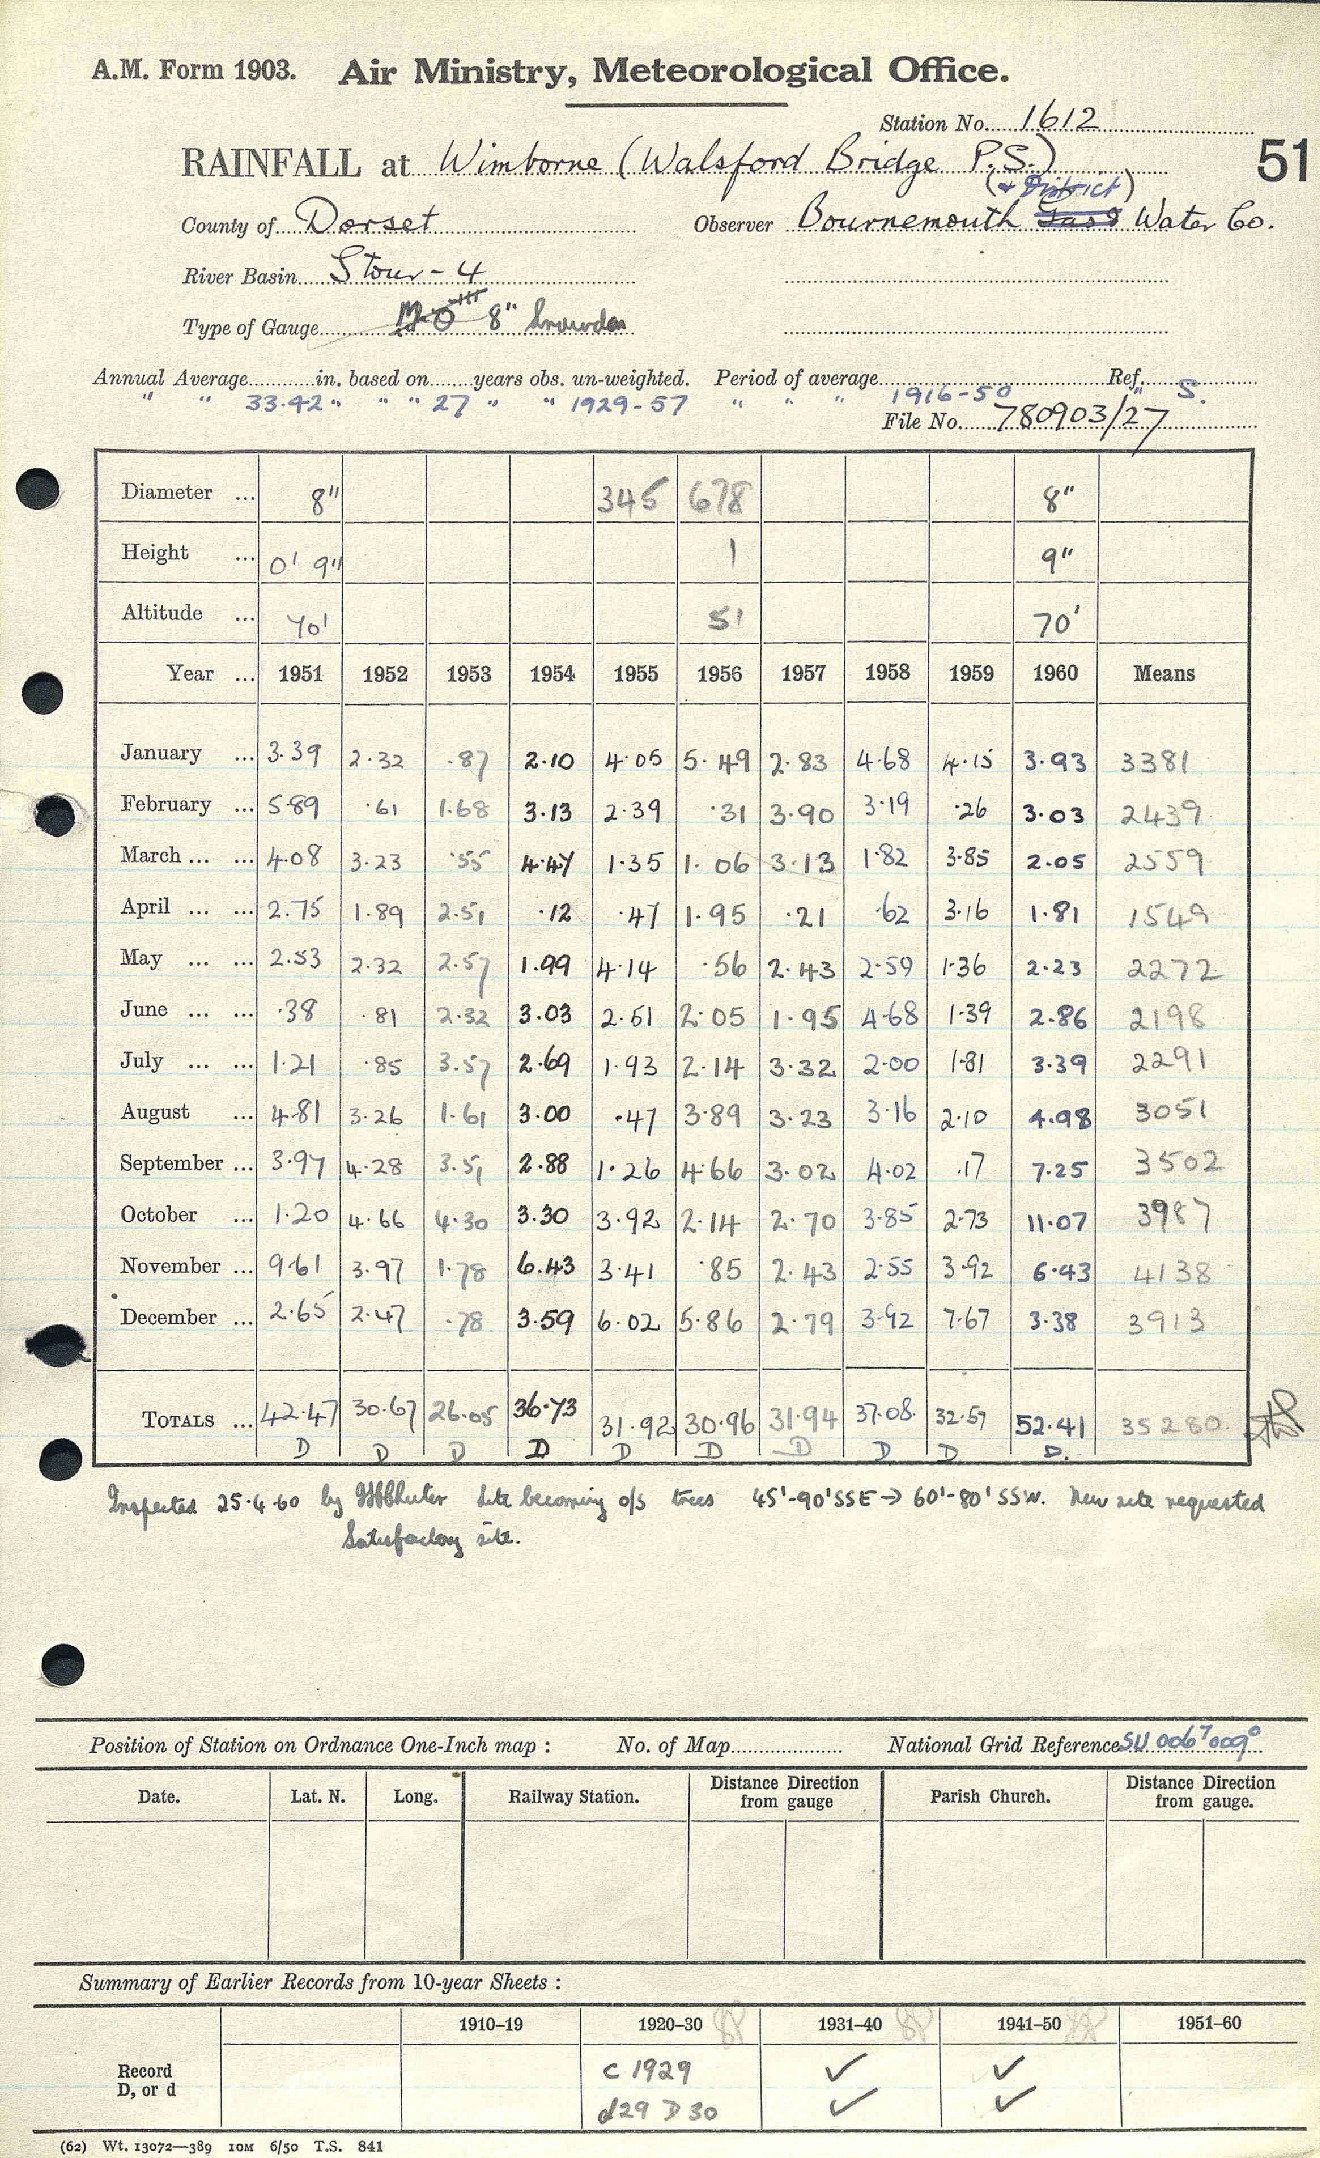 A.M. Form 1903. Air Ministry, Meteorological Office.
Station No. 1612
51
RAINFALL at Wimborne (Walsford Bridge P.S.)
(+ District)
County of Dorset Observer Bournemouth Gas & Water Co.
River Basin Stour - 4
Type of Gauge M.O. 8" Snowdon
Annual Average in. based on years obs. un-weighted. Period of average Ref.
" " 33.42 " " " 27 " " 1929-57 " " " 1916-50 " S.
File No. 780903/27
Diameter ... 8" 345 678 8"
Height ... 0' 9" 1 9"
Altitude ... 70' 51 70'
Year ... 1951 1952 1953 1954 1955 1956 1957 1958 1959 1960 Means
January ... 3.39 2.32 .87 2.10 4.05 5.49 2.83 4.68 4.15 3.93 3381
February ... 5.89 .61 1.68 3.13 2.39 .31 3.90 3.19 .26 3.03 2439
March ... ... 4.08 3.23 .55 4.47 1.35 1.06 3.13 1.82 3.85 2.05 2559
April ... ... 2.75 1.89 2.51 .12 .47 1.95 .21 .62 3.16 1.81 1549
May ... ... 2.53 2.32 2.57 1.99 4.14 .56 2.43 2.59 1.36 2.23 2272
June ... ... .38 .81 2.32 3.03 2.51 2.05 1.95 4.68 1.39 2.86 2198
July ... ... 1.21 .85 3.57 2.69 1.93 2.14 3.32 2.00 1.81 3.39 2291
August ... 4.81 3.26 1.61 3.00 .47 3.89 3.23 3.16 2.10 4.98 3051
September ... 3.97 4.28 3.51 2.88 1.26 4.66 3.02 4.02 .17 7.25 3502
October ... 1.20 4.66 4.30 3.30 3.92 2.14 2.70 3.85 2.73 11.07 3987
November ... 9.61 3.97 1.78 6.43 3.41 .85 2.43 2.55 3.92 6.43 4138
December ... 2.65 2.47 .78 3.59 6.02 5.86 2.79 3.92 7.67 3.38 3913
TOTALS ... 42.47 30.67 26.05 36.73 31.92 30.96 31.94 37.08 32.57 52.41 35280
D D D D D D D D D D.
Inspected 25.4.60 by Site becoming o/s trees 45'-90' SSE → 60'-80' SSW. New site requested
Satisfactory site.
Position of Station on Ordnance One-Inch map : No. of Map National Grid Reference SU 006⁷ 009⁰
Date. Lat. N. Long. Railway Station. Distance Direction from gauge Parish Church. Distance Direction from gauge.
Summary of Earlier Records from 10-year Sheets :
1910–19 1920–30 1931–40 1941–50 1951–60
Record c 1929 ✓ ✓
D, or d d29 D 30 ✓ ✓
(62) Wt. 13072—389 10M 6/50 T.S. 841